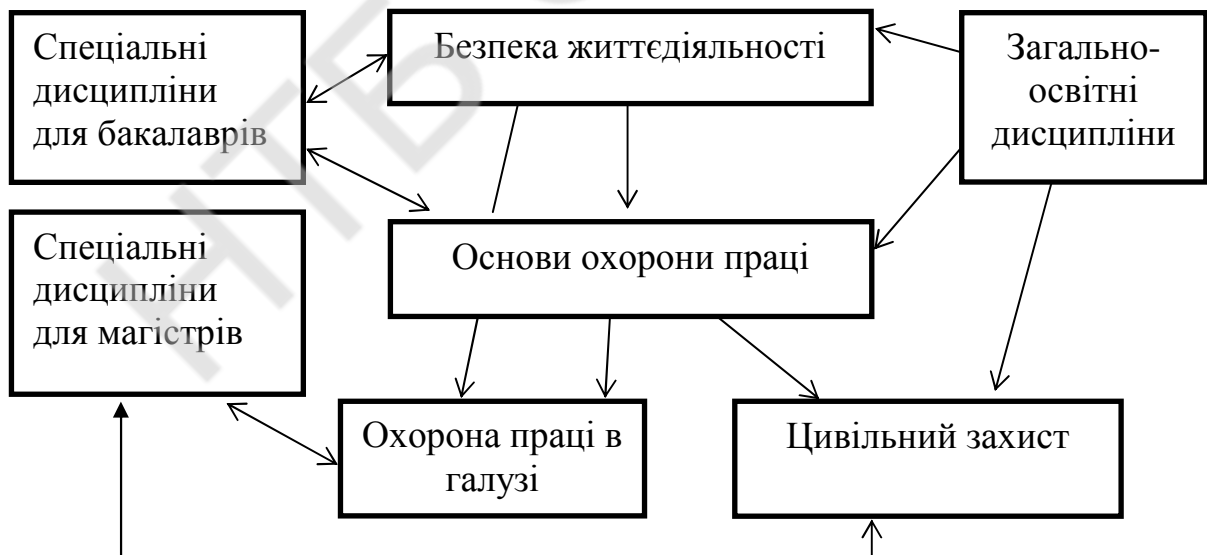 Спеціальні
дисципліни
для бакалаврів
Безпека життєдіяльності
Загально-
освітні
дисципліни
Спеціальні
дисципліни
для магістрів
Основи охорони праці
Охорона праці в
галузі
Цивільний захист
НТБ